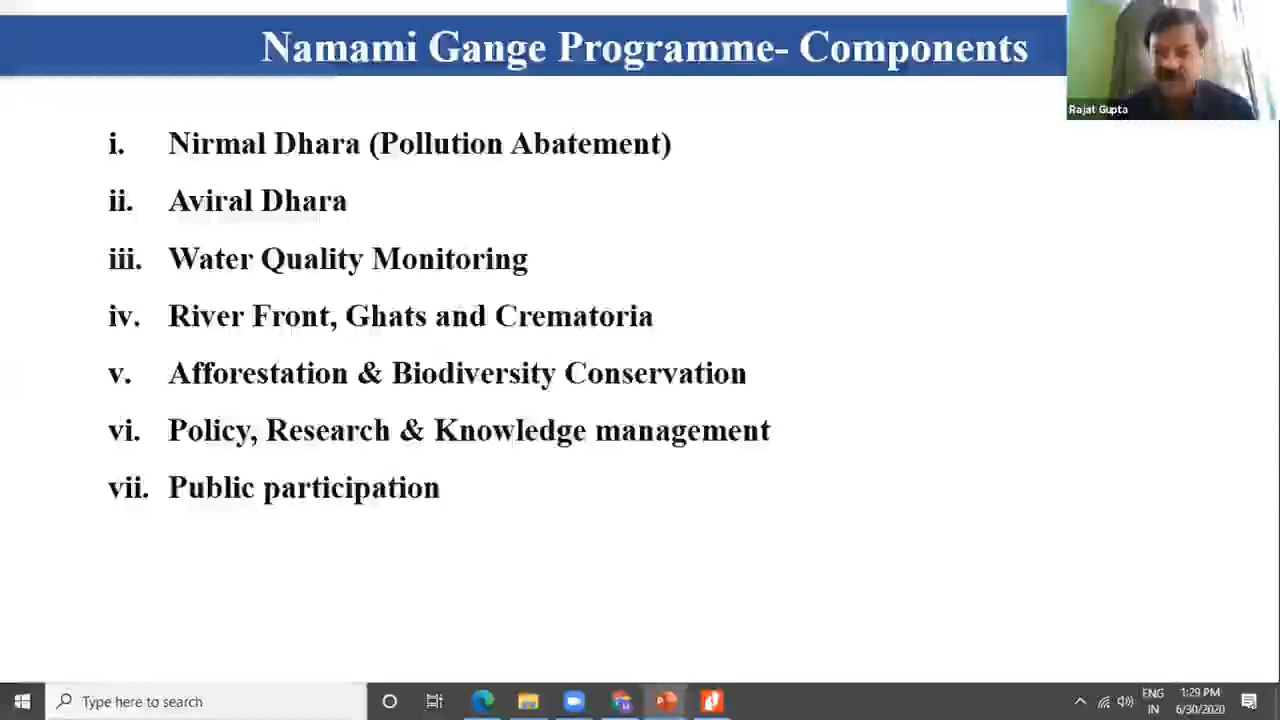 Namami Gange Programme- Components
Rajat Gupta
i. Nirmal Dhara (Pollution Abatement)
ii. Aviral Dhara
iii. Water Quality Monitoring
iv. River Front, Ghats and Crematoria
v. Afforestation & Biodiversity Conservation
vi. Policy, Research & Knowledge management
vii. Public participation
Type here to search
ENG
IN
1:29 PM
6/30/2020